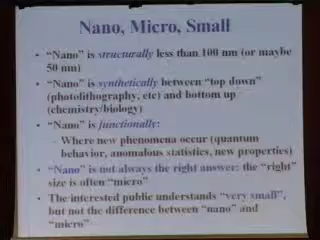 Nano, Micro, Small
• "Nano" is structurally less than 100 nm (or maybe
50 nm)
• "Nano" is synthetically between "top down"
(photolithography, etc) and bottom up
(chemistry/biology)
• "Nano" is functionally:
– Where new phenomena occur (quantum
behavior, anomalous statistics, new properties)
• "Nano" is not always the right answer: the "right"
size is often "micro"
• The interested public understands "very small",
but not the difference between "nano" and
"micro"